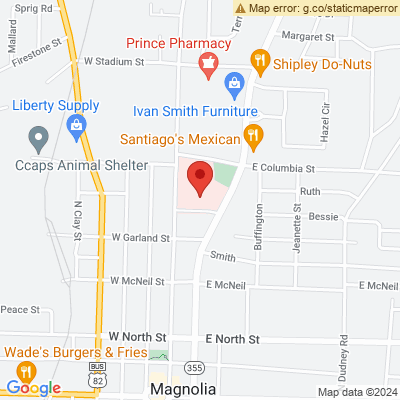 Sprig Rd
Map error: g.co/staticmaperror
Mallard
Firestone St
Terr
Margaret St
Prince Pharmacy
W Stadium St
Shipley Do-Nuts
Liberty Supply
Ivan Smith Furniture
Hazel Cir
Santiago's Mexican
Ccaps Animal Shelter
E Columbia St
Ruth
N Clay St
Buffington
Jeanette St
Bessie
W Garland St
Smith
W McNeil St
E McNeil
Peace St
W North St
E North St
Dudney Rd
Wade's Burgers & Fries
BUS
82
355
Google
Magnolia
Map data ©2024